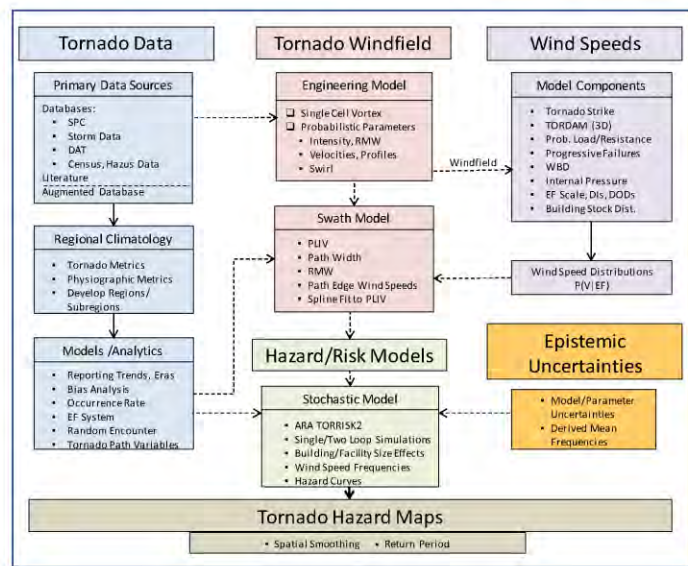 Tornado Data
Primary Data Sources
Databases:
• SPC
• Storm Data
• DAT
• Census, Hazus Data
Literature
Augmented Database
Regional Climatology
• Tornado Metrics
• Physiographic Metrics
• Develop Regions/
Subregions
Models /Analytics
• Reporting Trends, Eras
• Bias Analysis
• Occurrence Rate
• EF System
• Random Encounter
• Tornado Path Variables
Tornado Windfield
Engineering Model
❑ Single Cell Vortex
❑ Probabilistic Parameters
• Intensity, RMW
• Velocities, Profiles
• Swirl
Windfield
Swath Model
• PLIV
• Path Width
• RMW
• Path Edge Wind Speeds
• Spline Fit to PLIV
Hazard/Risk Models
Stochastic Model
• ARA TORRISK2
• Single/Two Loop Simulations
• Building/Facility Size Effects
• Wind Speed Frequencies
• Hazard Curves
Wind Speeds
Model Components
• Tornado Strike
• TORDAM (3D)
• Prob. Load/Resistance
• Progressive Failures
• WBD
• Internal Pressure
• EF Scale, DIs, DODs
• Building Stock Dist.
Wind Speed Distributions
P(V|EF)
Epistemic
Uncertainties
• Model/Parameter
Uncertainties
• Derived Mean
Frequencies
Tornado Hazard Maps
• Spatial Smoothing • Return Period